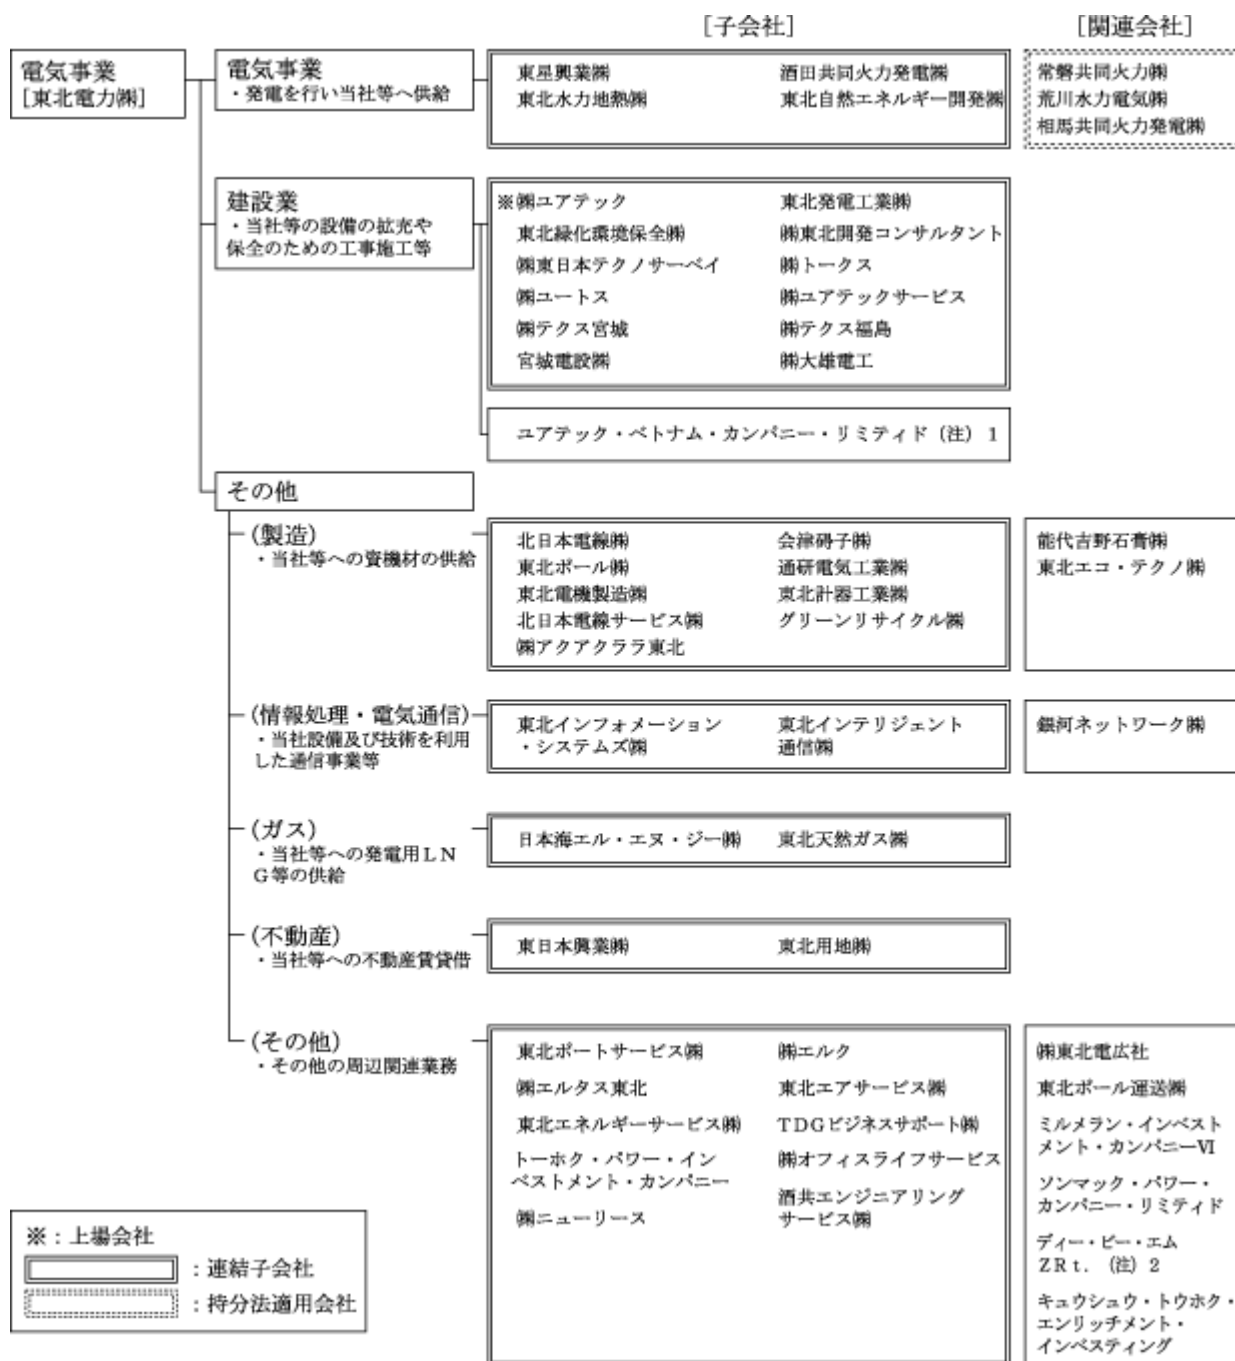 [子会社]
[関連会社]
電気事業
[東北電力㈱]
電気事業
・発電を行い当社等へ供給
東星興業㈱
酒田共同火力発電㈱
東北水力地熱㈱
東北自然エネルギー開発㈱
常磐共同火力㈱
荒川水力電気㈱
相馬共同火力発電㈱
建設業
・当社等の設備の拡充や
保全のための工事施工等
※㈱ユアテック
東北発電工業㈱
東北緑化環境保全㈱
㈱東北開発コンサルタント
㈱東日本テクノサーベイ
㈱トークス
㈱ユートス
㈱ユアテックサービス
㈱テクス宮城
㈱テクス福島
宮城電設㈱
㈱大雄電工
ユアテック・ベトナム・カンパニー・リミティド（注）１
その他
(製造)
・当社等への資機材の供給
北日本電線㈱
会津碍子㈱
東北ポール㈱
通研電気工業㈱
東北電機製造㈱
東北計器工業㈱
北日本電線サービス㈱
グリーンリサイクル㈱
㈱アクアクララ東北
能代吉野石膏㈱
東北エコ・テクノ㈱
(情報処理・電気通信)
・当社設備及び技術を利用
した通信事業等
東北インフォメーション
・システムズ㈱
東北インテリジェント
通信㈱
銀河ネットワーク㈱
(ガス)
・当社等への発電用ＬＮ
Ｇ等の供給
日本海エル・エヌ・ジー㈱
東北天然ガス㈱
(不動産)
・当社等への不動産賃貸借
東日本興業㈱
東北用地㈱
(その他)
・その他の周辺関連業務
東北ポートサービス㈱
㈱エルク
㈱エルタス東北
東北エアサービス㈱
東北エネルギーサービス㈱
ＴＤＧビジネスサポート㈱
トーホク・パワー・イン
ベストメント・カンパニー
㈱オフィスライフサービス
㈱ニューリース
酒共エンジニアリング
サービス㈱
㈱東北電広社
東北ポール運送㈱
ミルメラン・インベスト
メント・カンパニーⅥ
ソンマック・パワー・
カンパニー・リミティド
ディー・ビー・エム
ＺＲｔ．（注）２
キュウシュウ・トウホク・
エンリッチメント・
インベスティング
※：上場会社
：連結子会社
：持分法適用会社